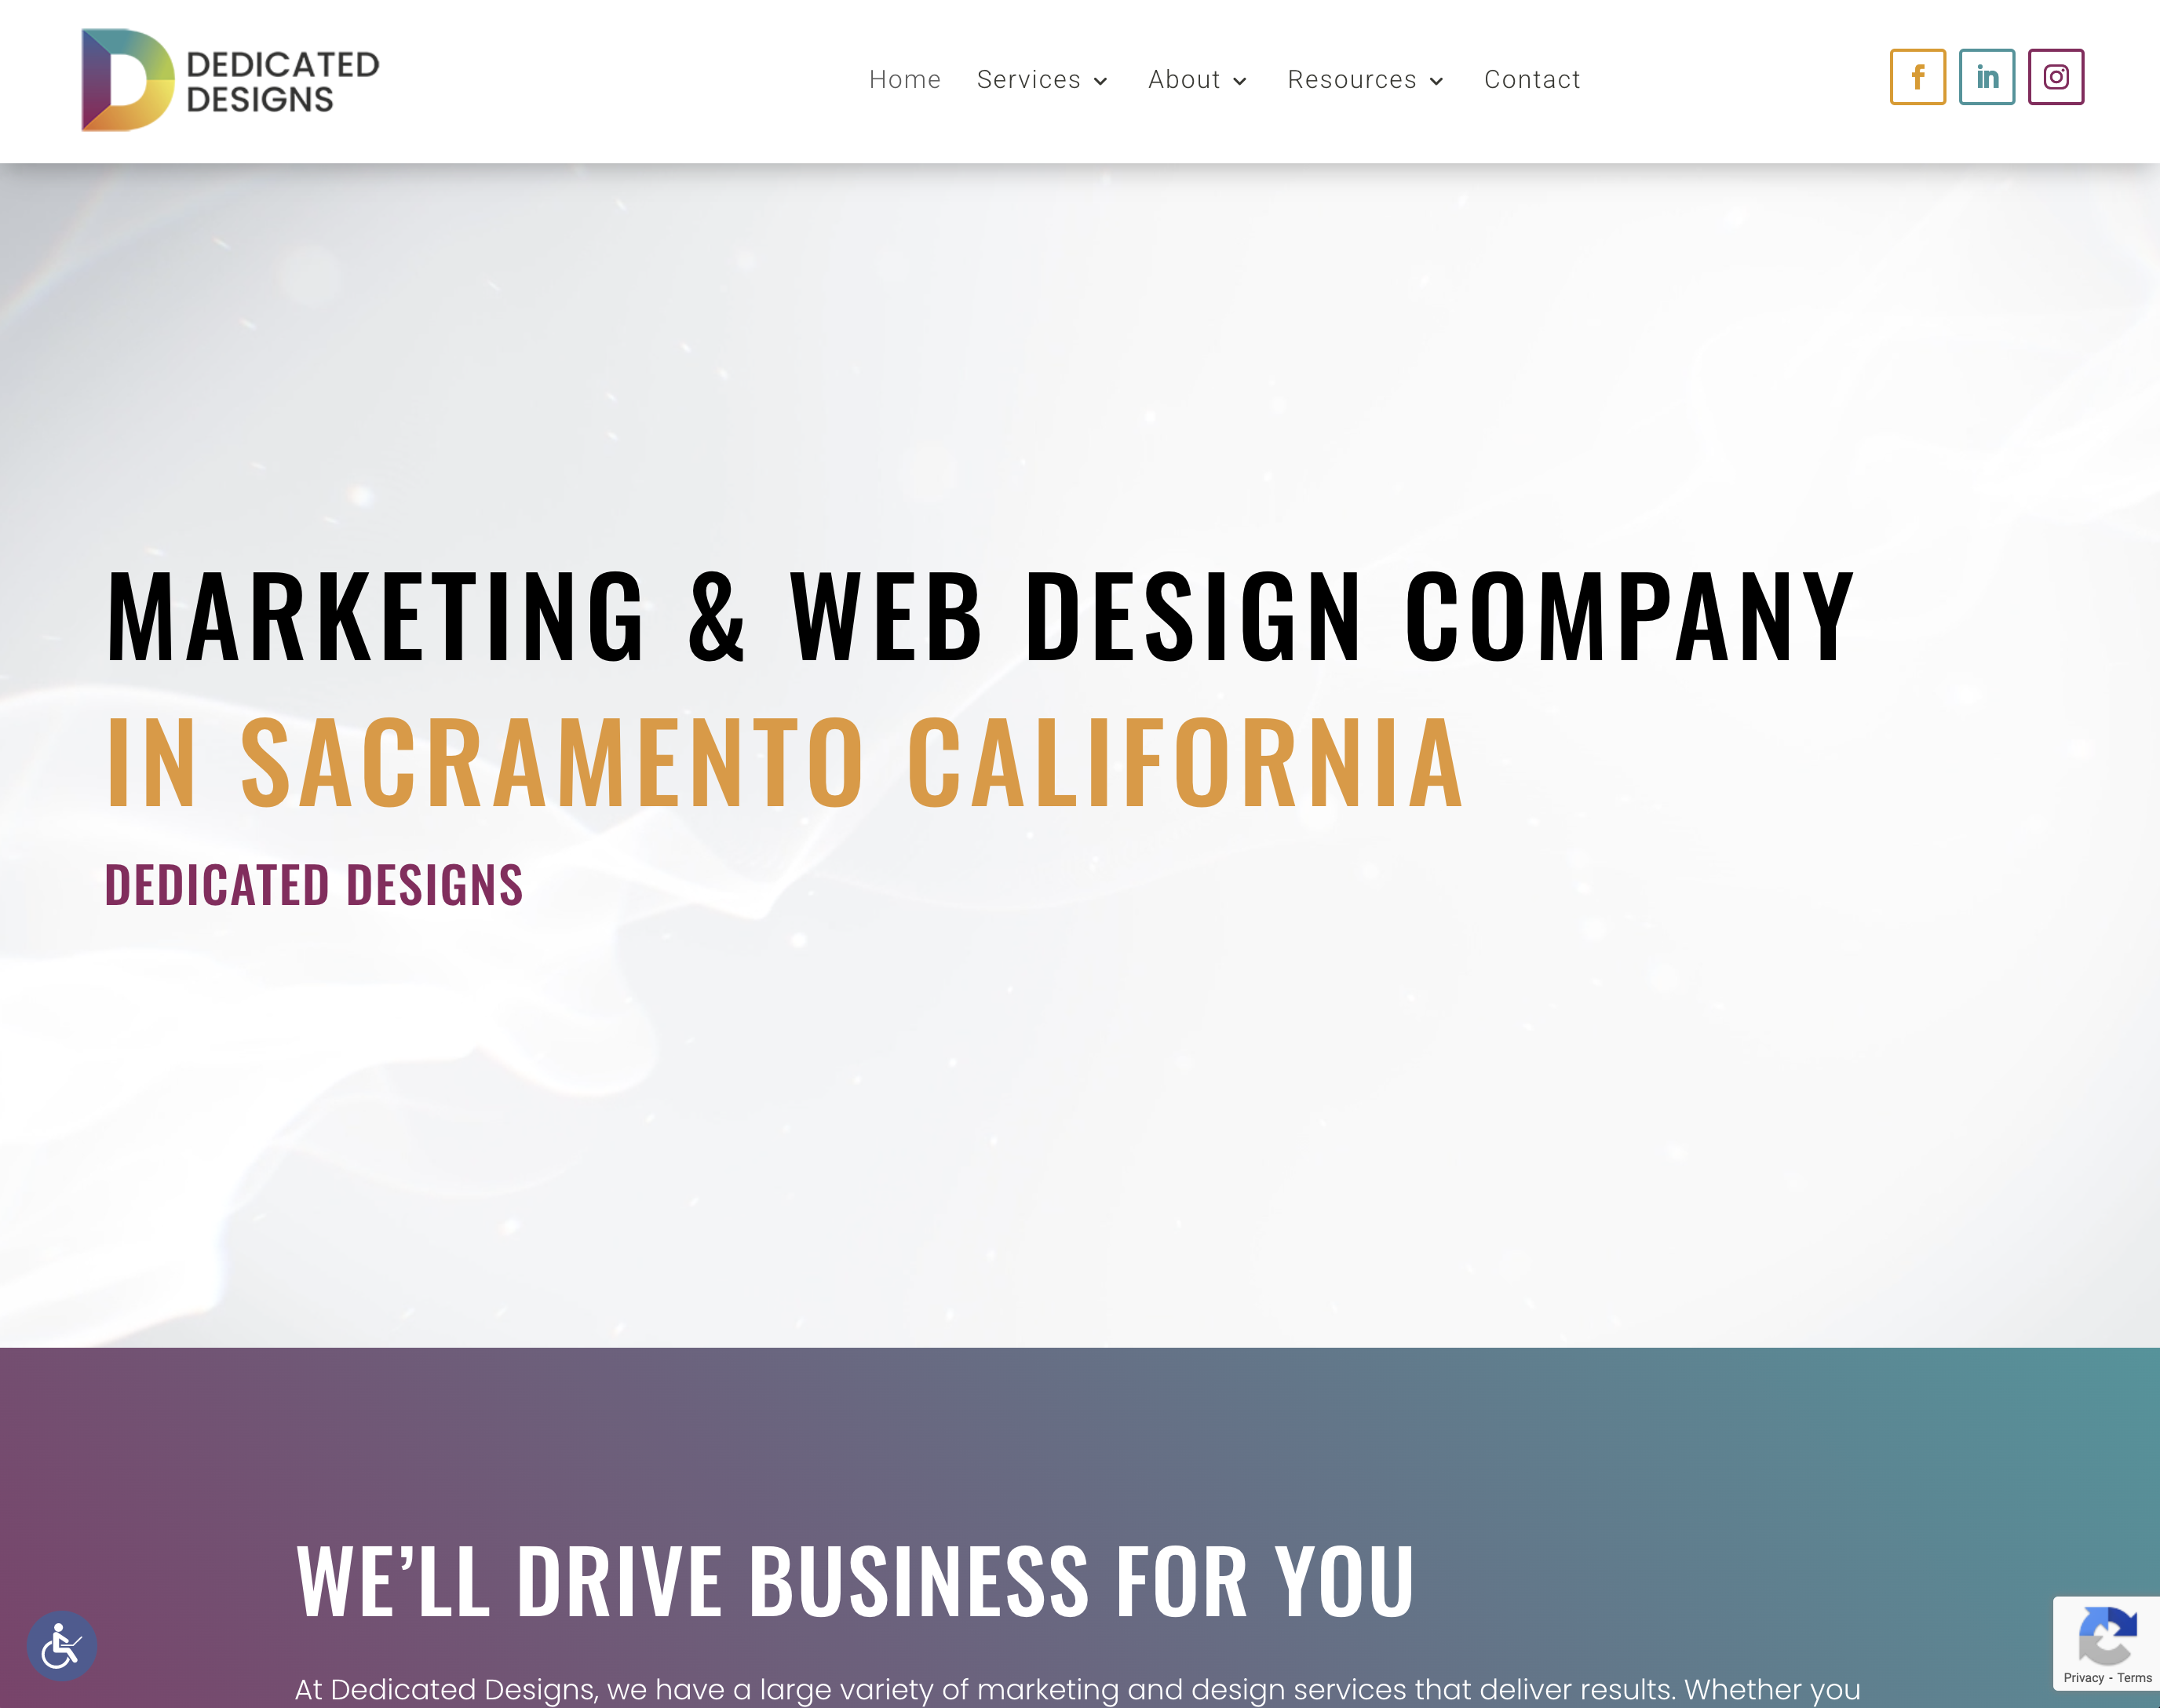 DEDICATED
DESIGNS
Home Services About Resources Contact
MARKETING & WEB DESIGN COMPANY
IN SACRAMENTO CALIFORNIA
DEDICATED DESIGNS
WE’LL DRIVE BUSINESS FOR YOU
At Dedicated Designs, we have a large variety of marketing and design services that deliver results. Whether you
Privacy - Terms